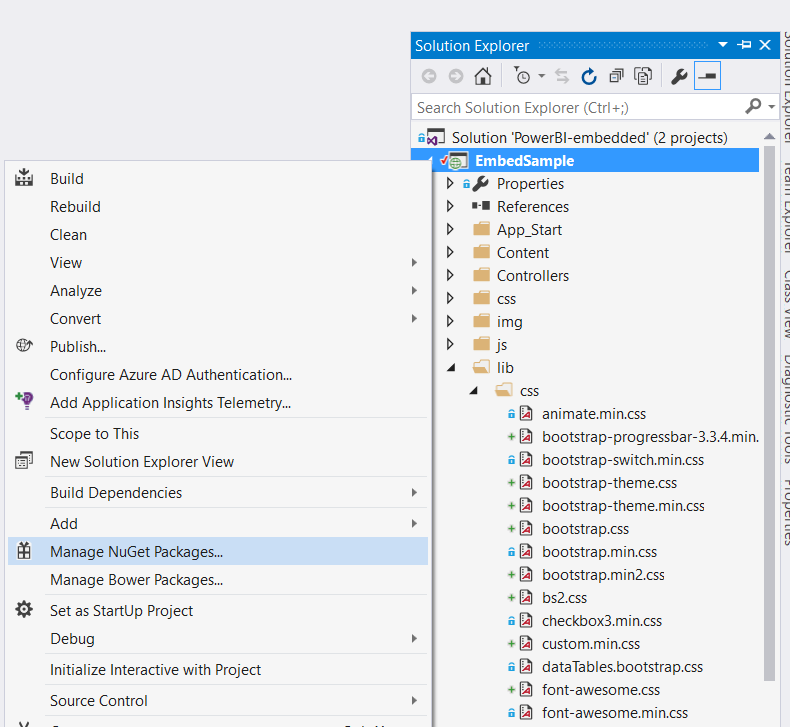 Solution Explorer
Search Solution Explorer (Ctrl+;)
Solution 'PowerBI-embedded' (2 projects)
EmbedSample
Properties
References
App_Start
Content
Controllers
css
img
js
lib
css
animate.min.css
bootstrap-progressbar-3.3.4.min.
bootstrap-switch.min.css
bootstrap-theme.css
bootstrap-theme.min.css
bootstrap.css
bootstrap.min.css
bootstrap.min2.css
bs2.css
checkbox3.min.css
custom.min.css
dataTables.bootstrap.css
font-awesome.css
font-awesome.min.css
Build
Rebuild
Clean
View
Analyze
Convert
Publish...
Configure Azure AD Authentication...
Add Application Insights Telemetry...
Scope to This
New Solution Explorer View
Build Dependencies
Add
Manage NuGet Packages...
Manage Bower Packages...
Set as StartUp Project
Debug
Initialize Interactive with Project
Source Control
Solution Explorer
Team Explorer
Class View
Diagnostic Tools
Properties